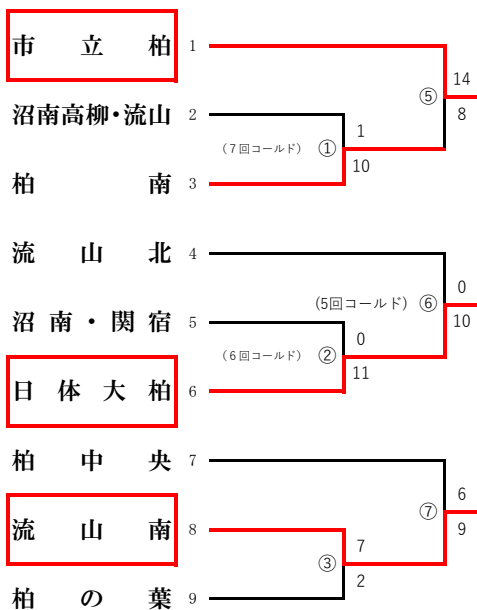 市立柏 1
14
⑤
8
沼南高柳・流山 2
1
(7回コールド) ①
10
柏南 3
流山北 4
0
(5回コールド) ⑥
10
沼南・関宿 5
0
(6回コールド) ②
11
日体大柏 6
柏中央 7
6
⑦
9
流山南 8
7
③
2
柏の葉 9